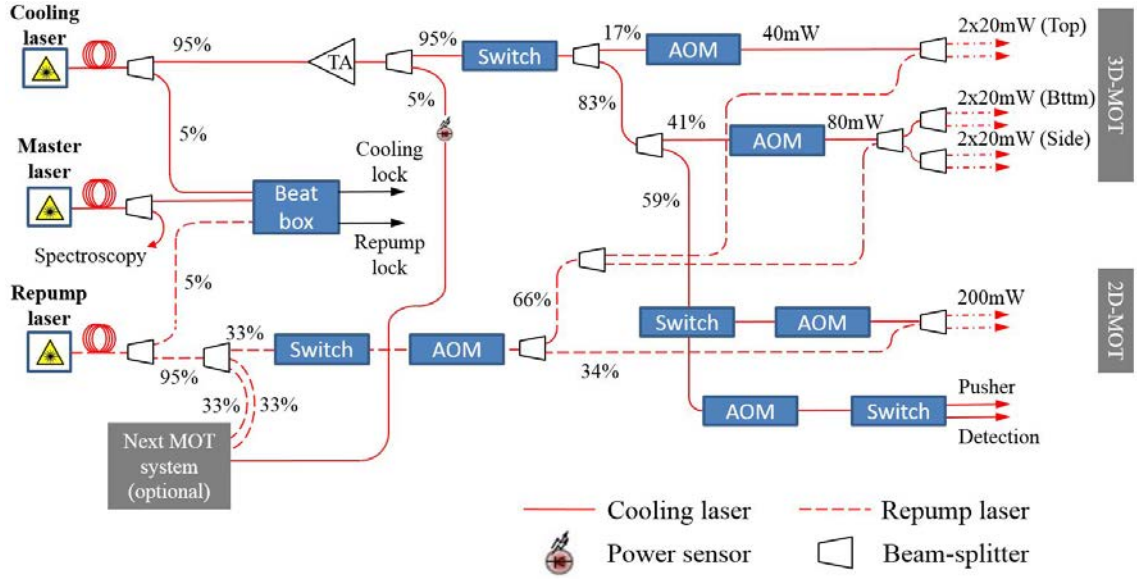 Cooling
laser
95%
TA
95%
Switch
17%
AOM
40mW
2x20mW (Top)
3D-MOT
5%
83%
2x20mW (Bttm)
5%
41%
AOM
80mW
2x20mW (Side)
Master
laser
Cooling
lock
Beat
box
59%
Spectroscopy
Repump
lock
5%
66%
200mW
2D-MOT
Repump
laser
33%
Switch
AOM
Switch
AOM
95%
34%
33%
33%
AOM
Switch
Pusher
Detection
Next MOT
system
(optional)
Cooling laser
Repump laser
Power sensor
Beam-splitter